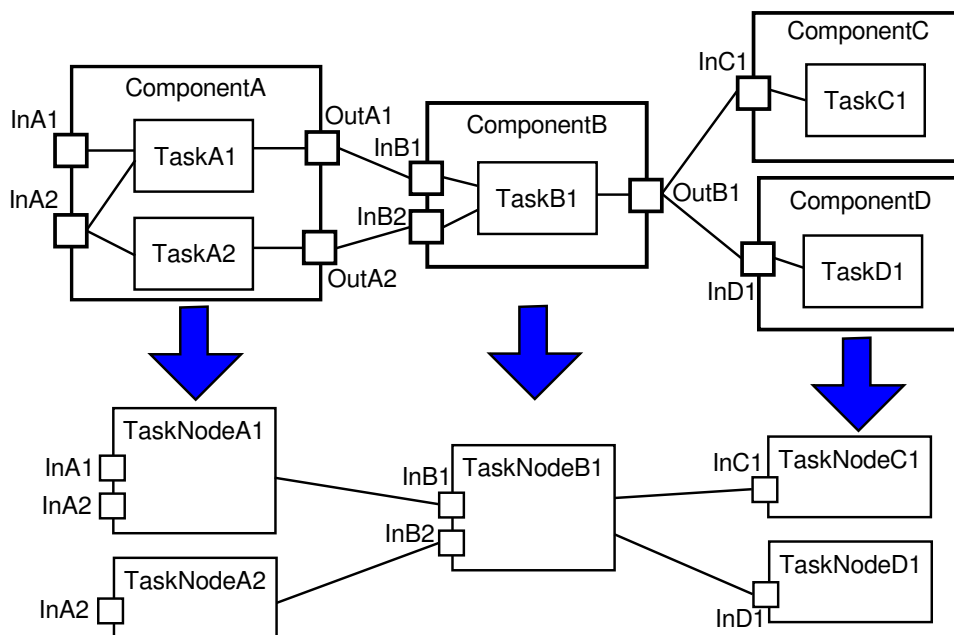 ComponentC
InC1
TaskC1
ComponentA
InA1
OutA1
TaskA1
ComponentB
InB1
InA2
TaskB1
OutB1
InB2
TaskA2
OutA2
ComponentD
TaskD1
InD1
TaskNodeA1
InA1
InA2
TaskNodeB1
InB1
InB2
TaskNodeC1
InC1
TaskNodeA2
InA2
TaskNodeD1
InD1